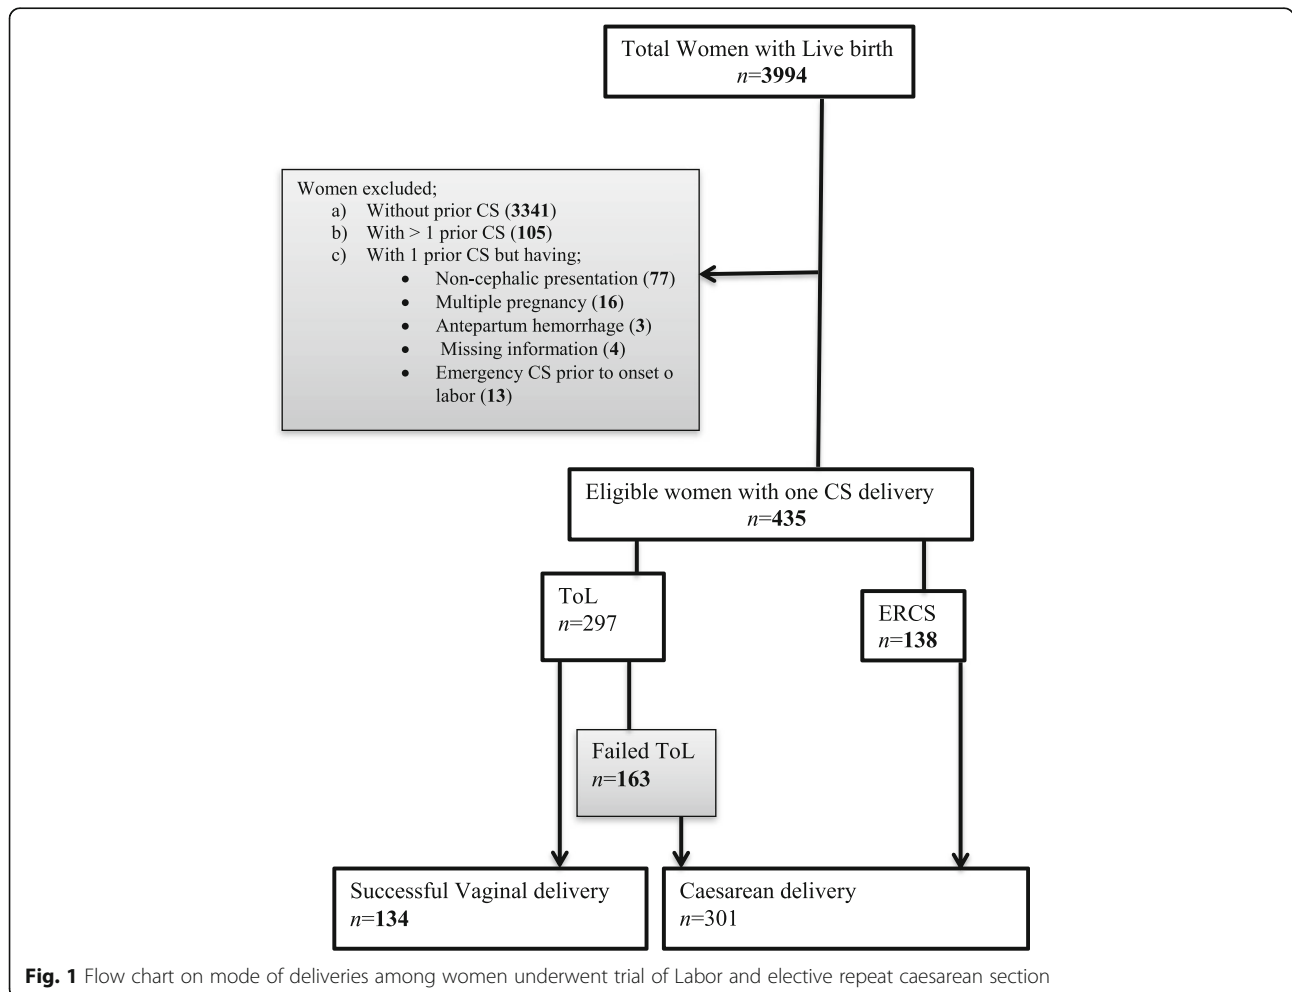 Total Women with Live birth
n=3994
Women excluded;
a) Without prior CS (3341)
b) With > 1 prior CS (105)
c) With 1 prior CS but having;
• Non-cephalic presentation (77)
• Multiple pregnancy (16)
• Antepartum hemorrhage (3)
• Missing information (4)
• Emergency CS prior to onset o
labor (13)
Eligible women with one CS delivery
n=435
ToL
n=297
ERCS
n=138
Failed ToL
n=163
Successful Vaginal delivery
n=134
Caesarean delivery
n=301
Fig. 1 Flow chart on mode of deliveries among women underwent trial of Labor and elective repeat caesarean section